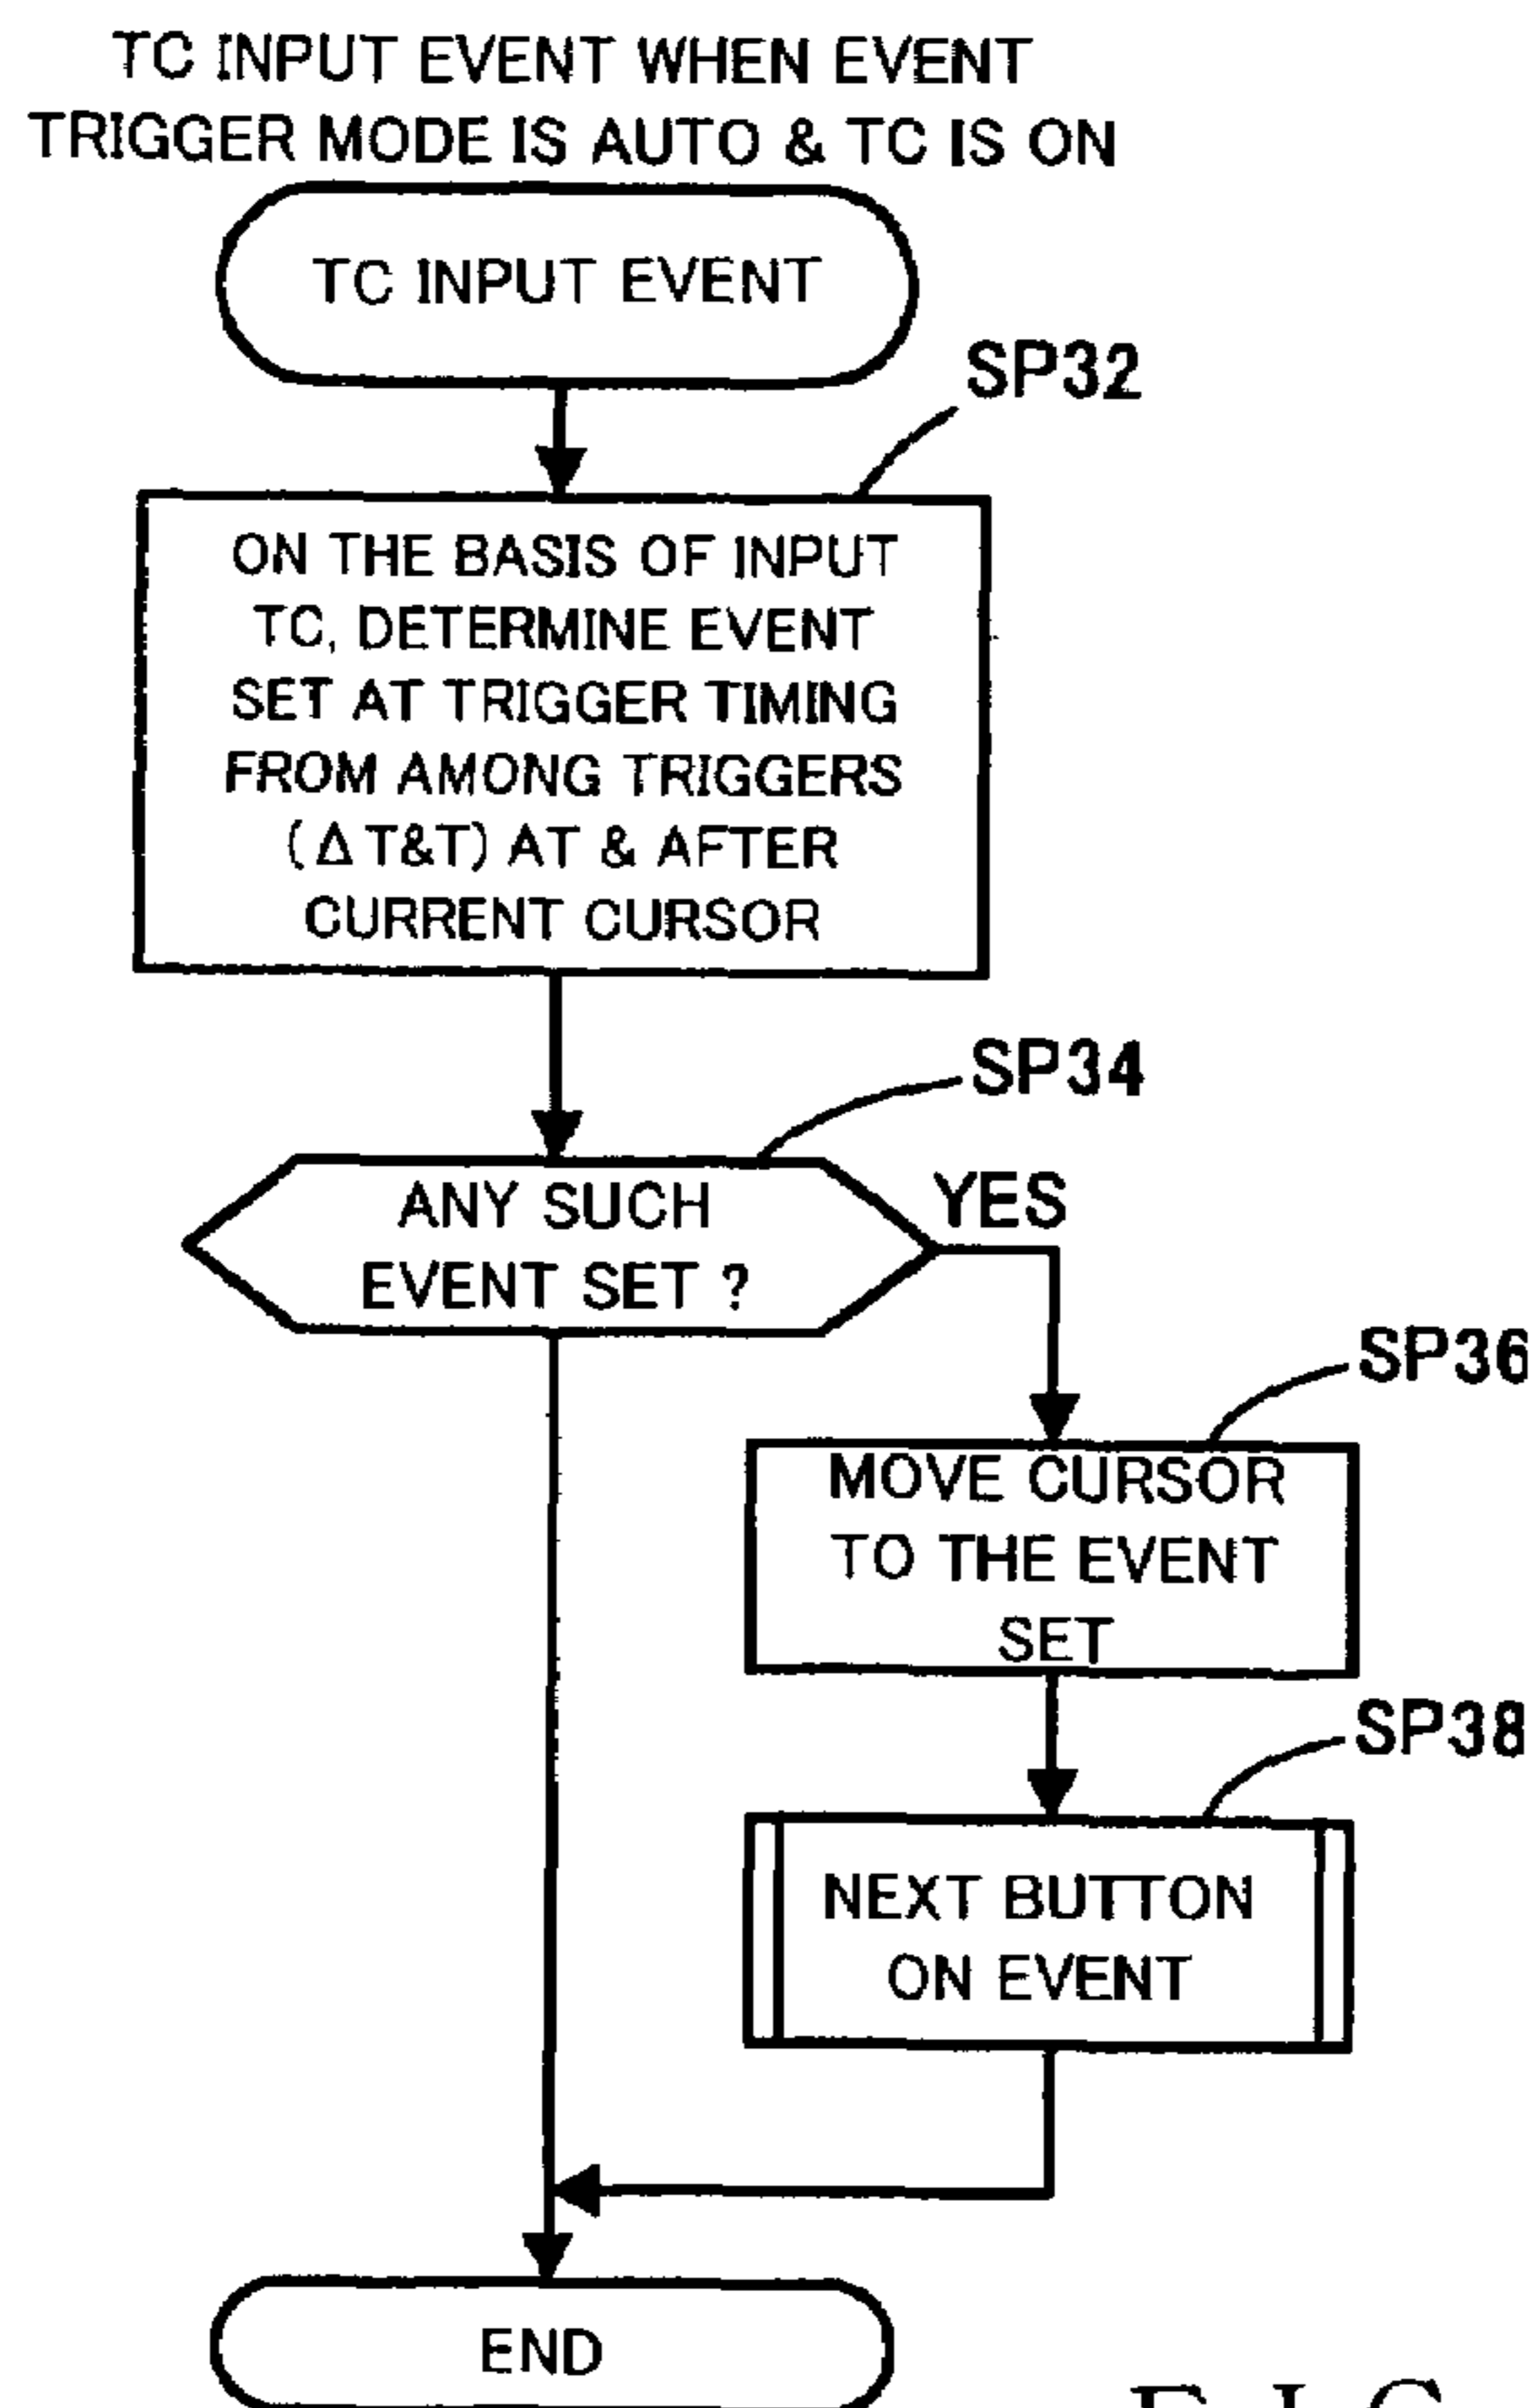 TC INPUT EVENT WHEN EVENT
TRIGGER MODE IS AUTO & TC IS ON
TC INPUT EVENT
SP32
ON THE BASIS OF INPUT
TC, DETERMINE EVENT
SET AT TRIGGER TIMING
FROM AMONG TRIGGERS
(Δ T&T) AT & AFTER
CURRENT CURSOR
SP34
ANY SUCH
EVENT SET ?
YES
SP36
MOVE CURSOR
TO THE EVENT
SET
SP38
NEXT BUTTON
ON EVENT
END